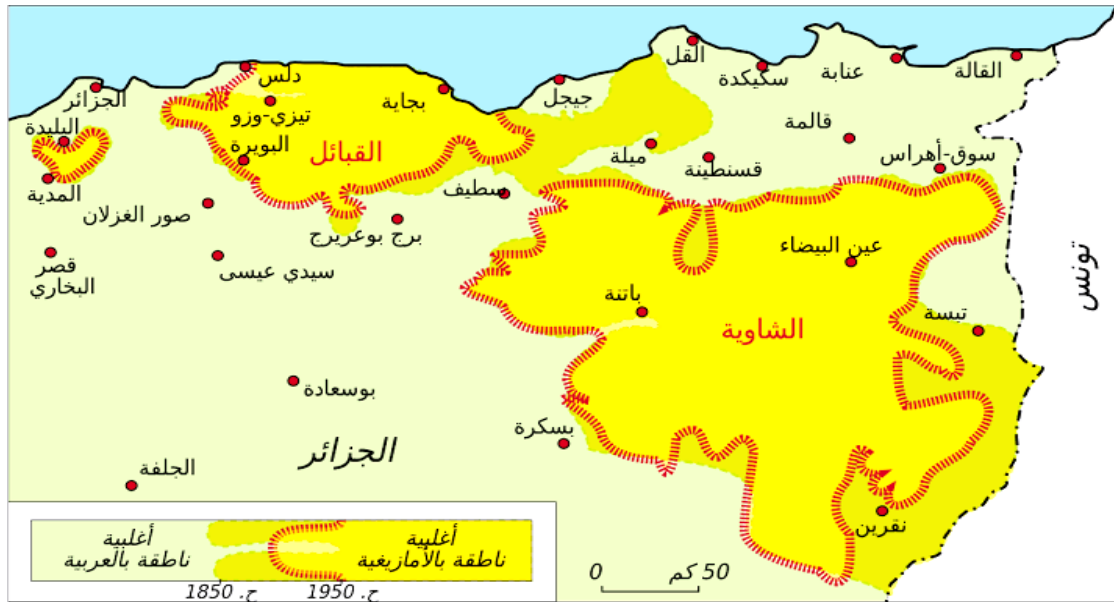 القل
القالة
عنابة
سكيكدة
دلس
الجزائر
تيزي-وزو
بجاية
جيجل
البليدة
قالمة
البويرة
القبائل
ميلة
قسنطينة
سوق-أهراس
المدية
سطيف
صور الغزلان
برج بوعريرج
تونس
عين البيضاء
سيدي عيسى
قصر
البخاري
باتنة
تبسة
الشاوية
بوسعادة
بسكرة
الجزائر
الجلفة
نقرين
أغلبية
ناطقة بالعربية
أغلبية
ناطقة بالأمازيغية
ح. 1850
ح. 1950
0
50 كم